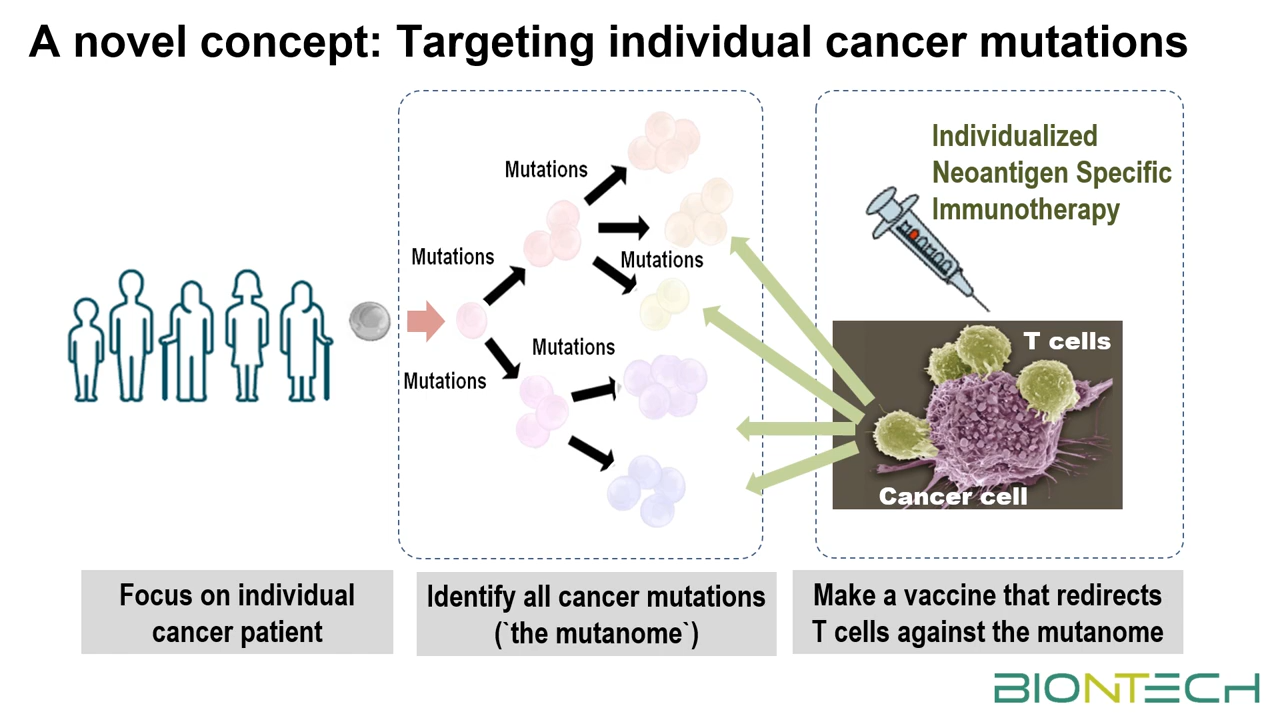 A novel concept: Targeting individual cancer mutations
Mutations
Mutations
Mutations
Mutations
Mutations
Individualized
Neoantigen Specific
Immunotherapy
T cells
Cancer cell
Focus on individual
cancer patient
Identify all cancer mutations
(`the mutanome`)
Make a vaccine that redirects
T cells against the mutanome
BIONTECH